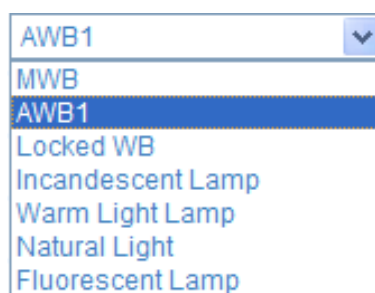 AWB1
MWB
AWB1
Locked WB
Incandescent Lamp
Warm Light Lamp
Natural Light
Fluorescent Lamp